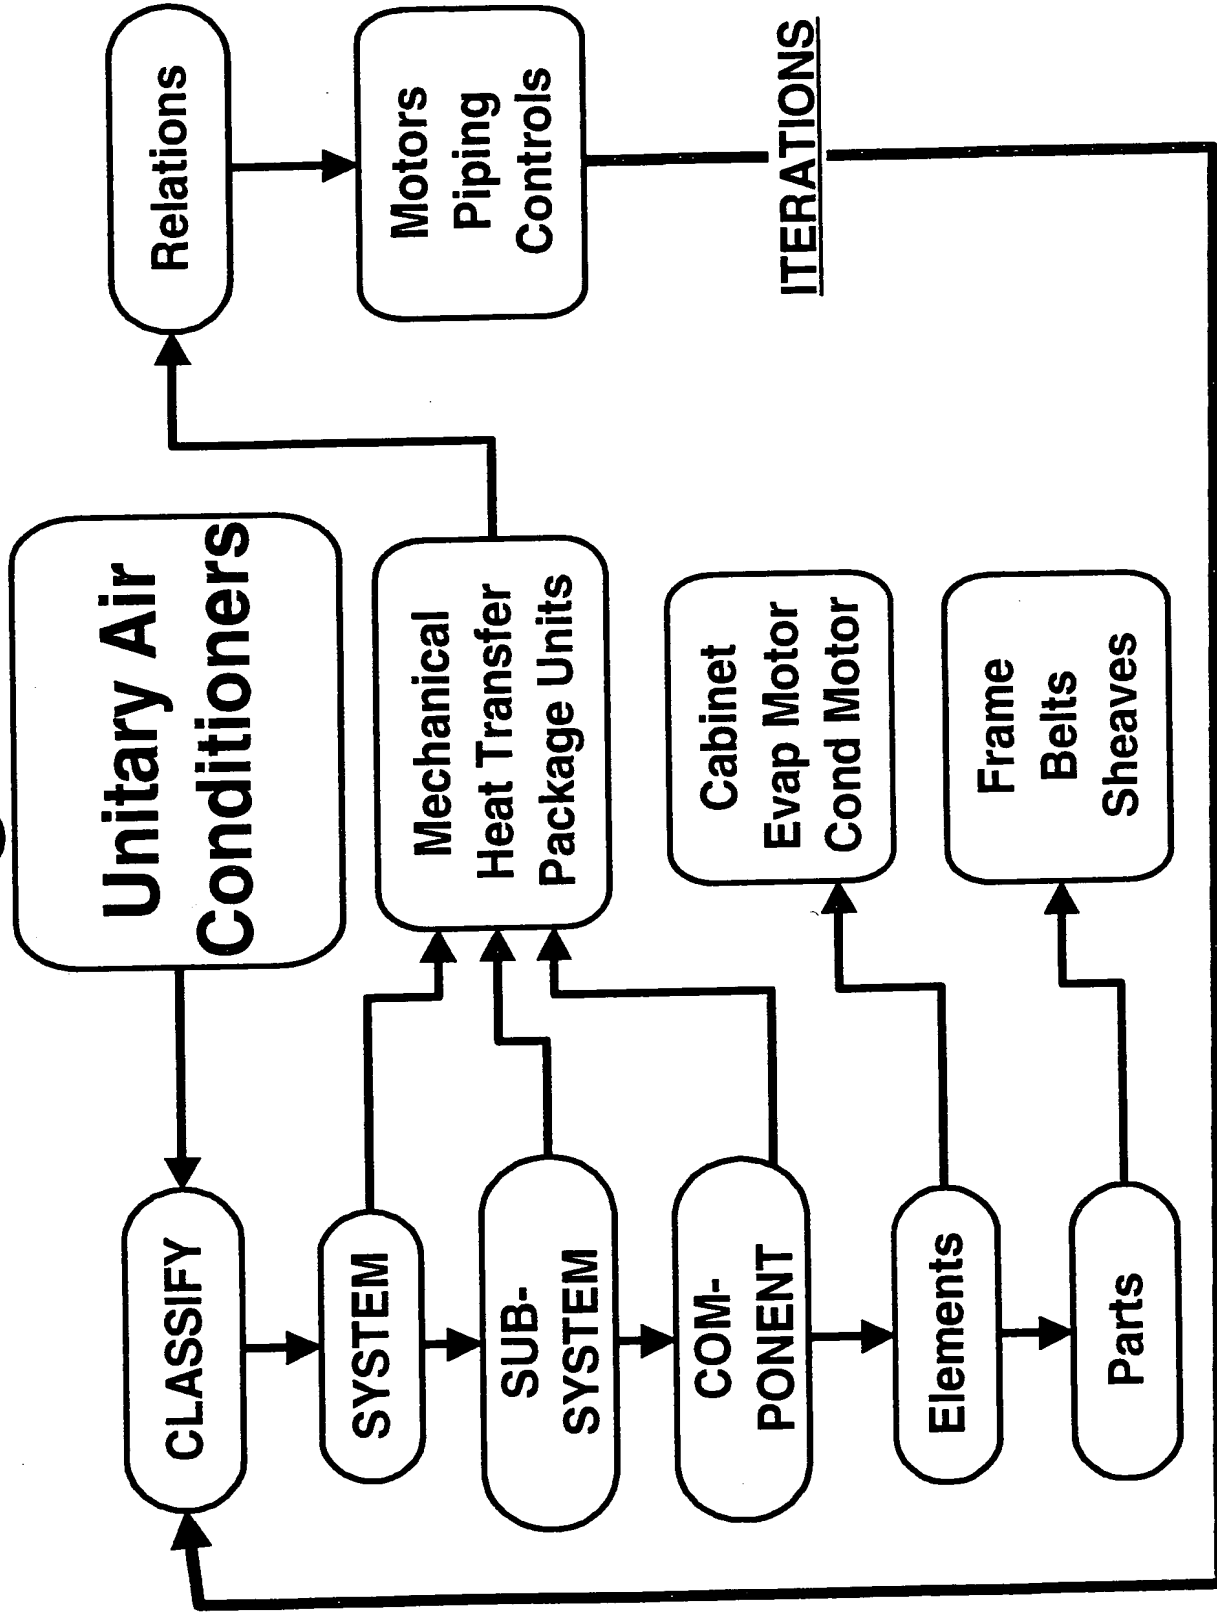 Unitary Air
Conditioners
CLASSIFY
SYSTEM
SUB-
SYSTEM
COM-
PONENT
Elements
Parts
Mechanical
Heat Transfer
Package Units
Cabinet
Evap Motor
Cond Motor
Frame
Belts
Sheaves
Relations
Motors
Piping
Controls
ITERATIONS